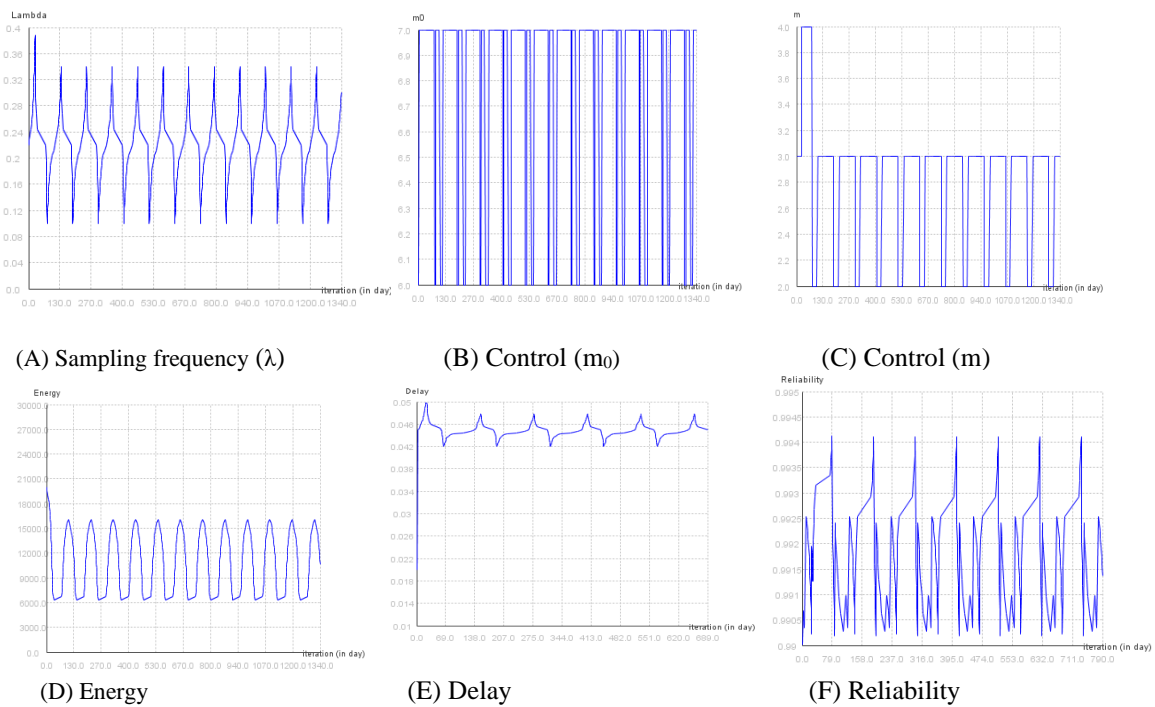 Lambda
0.4
0.36
0.32
0.28
0.24
0.2
0.16
0.12
0.08
0.04
0.0
0.0 130.0 270.0 400.0 530.0 670.0 800.0 940.0 1070.0 1200.0 1340.0
iteration (in day)
m0
7.0
6.9
6.8
6.7
6.6
6.5
6.4
6.3
6.2
6.1
6.0
0.0 130.0 270.0 400.0 530.0 670.0 800.0 940.0 1070.0 1200.0 1340.0
iteration (in day)
m
4.0
3.8
3.6
3.4
3.2
3.0
2.8
2.6
2.4
2.2
2.0
0.0 130.0 270.0 400.0 530.0 670.0 800.0 940.0 1070.0 1200.0 1340.0
iteration (in day)
(A) Sampling frequency (λ)
(B) Control (m₀)
(C) Control (m)
Energy
30000.0
27000.0
24000.0
21000.0
18000.0
15000.0
12000.0
9000.0
6000.0
3000.0
0.0
0.0 130.0 270.0 400.0 530.0 670.0 800.0 940.0 1070.0 1200.0 1340.0
iteration (in day)
Delay
0.05
0.046
0.042
0.038
0.034
0.03
0.026
0.022
0.018
0.014
0.01
0.0 69.0 138.0 207.0 275.0 344.0 413.0 482.0 551.0 620.0 689.0
iteration (in day)
Reliability
0.995
0.9945
0.994
0.9935
0.993
0.9925
0.992
0.9915
0.991
0.9905
0.99
0.0 79.0 158.0 237.0 316.0 395.0 474.0 553.0 632.0 711.0 790.0
iteration (in day)
(D) Energy
(E) Delay
(F) Reliability